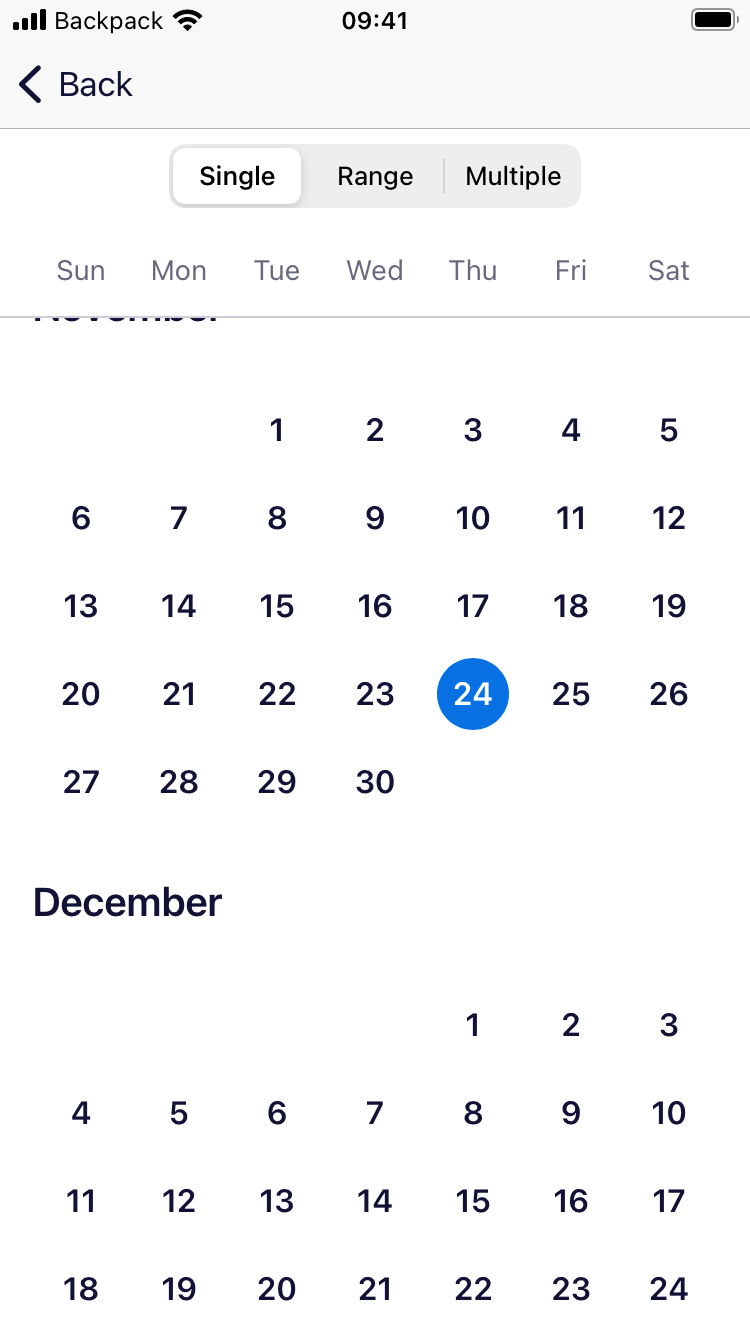 Backpack 09:41
Back
Single Range Multiple
Sun Mon Tue Wed Thu Fri Sat
November
1 2 3 4 5
6 7 8 9 10 11 12
13 14 15 16 17 18 19
20 21 22 23 24 25 26
27 28 29 30
December
1 2 3
4 5 6 7 8 9 10
11 12 13 14 15 16 17
18 19 20 21 22 23 24